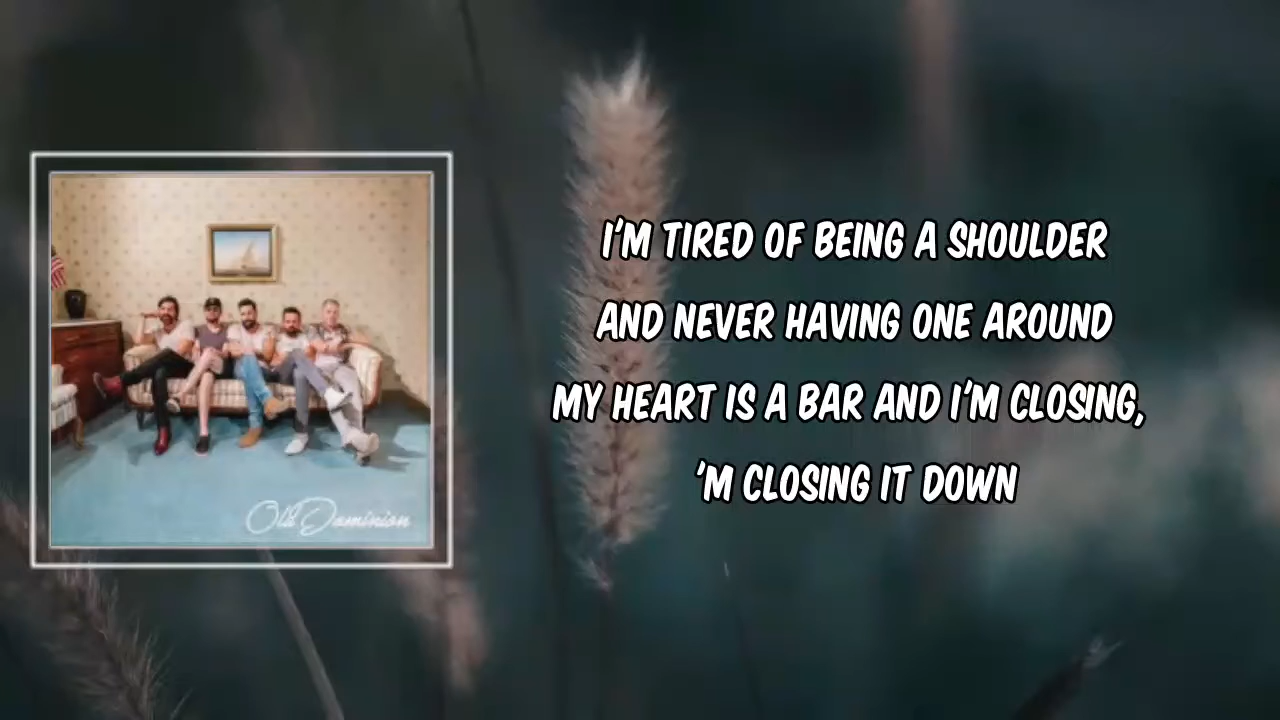 Old Dominion
I'M TIRED OF BEING A SHOULDER
AND NEVER HAVING ONE AROUND
MY HEART IS A BAR AND I'M CLOSING,
'M CLOSING IT DOWN